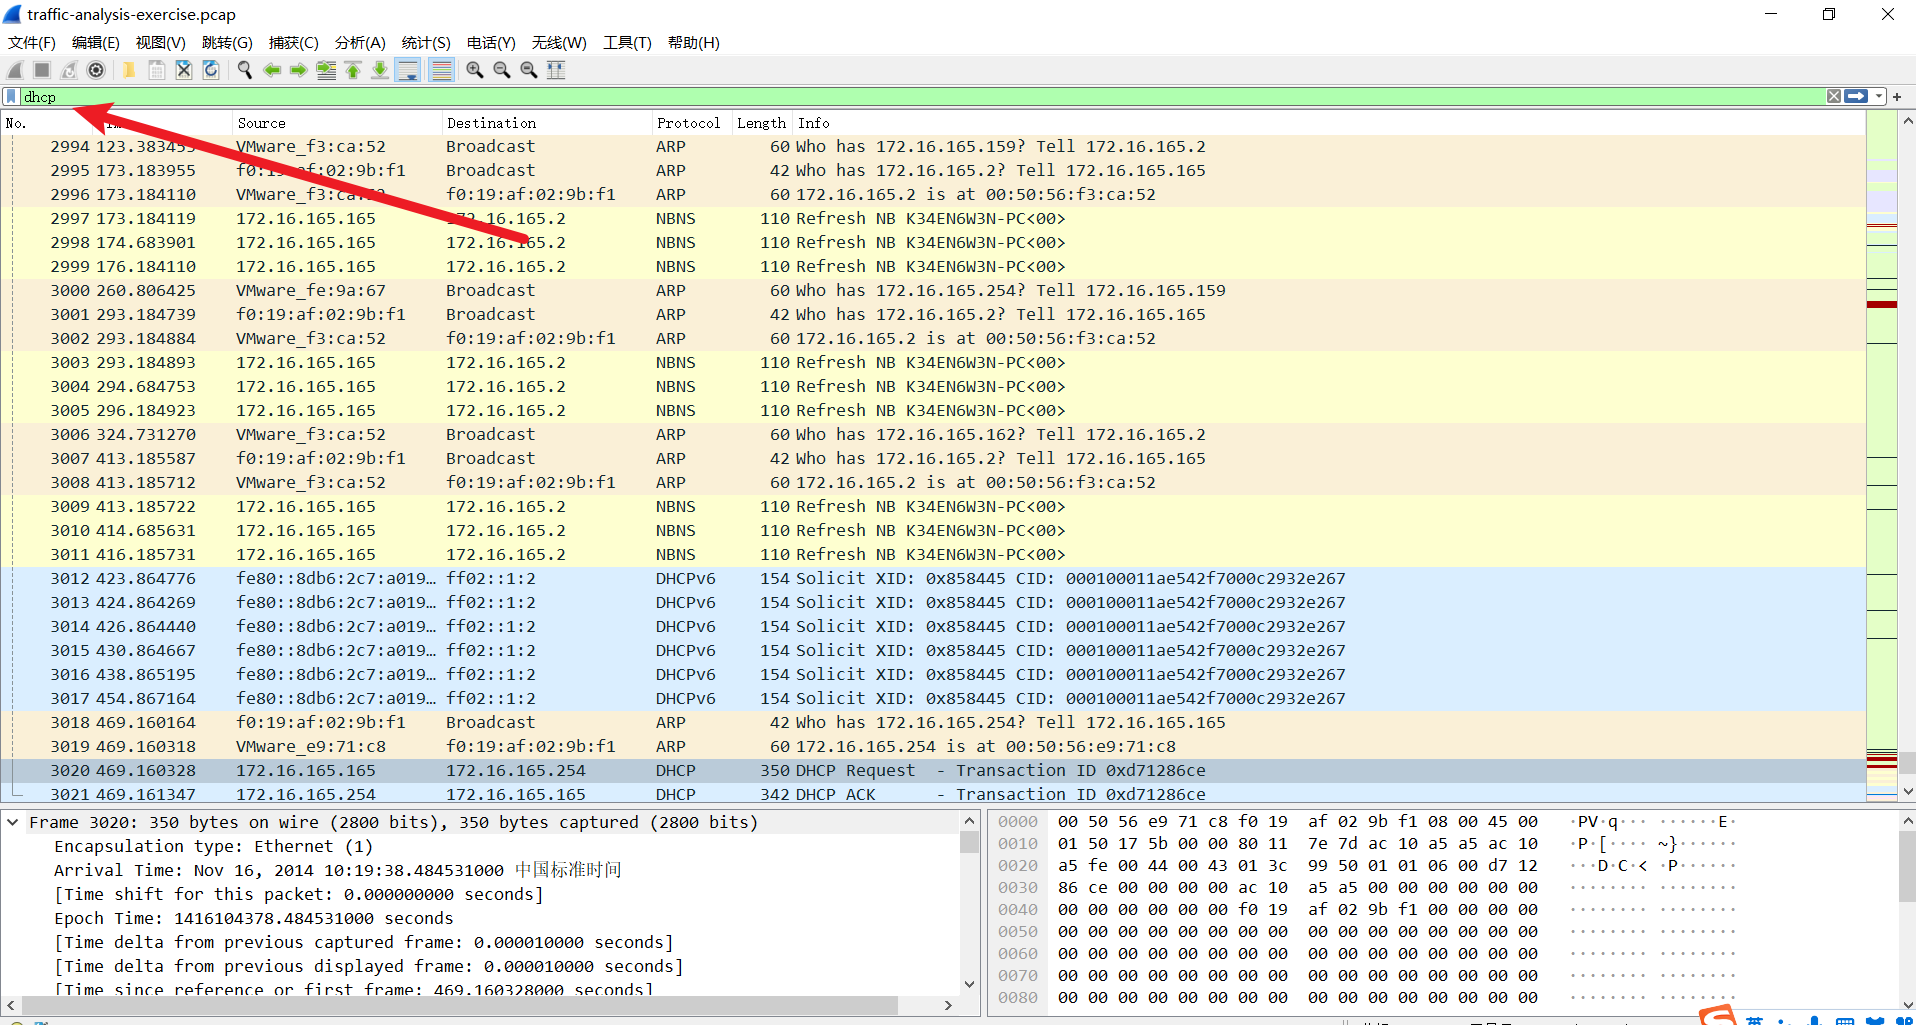 traffic-analysis-exercise.pcap
文件(F) 编辑(E) 视图(V) 跳转(G) 捕获(C) 分析(A) 统计(S) 电话(Y) 无线(W) 工具(T) 帮助(H)
dhcp
No. Source Destination Protocol Length Info
2994 123.383455 VMware_f3:ca:52 Broadcast ARP 60 Who has 172.16.165.159? Tell 172.16.165.2
2995 173.183955 f0:19:af:02:9b:f1 Broadcast ARP 42 Who has 172.16.165.2? Tell 172.16.165.165
2996 173.184110 VMware_f3:ca:52 f0:19:af:02:9b:f1 ARP 60 172.16.165.2 is at 00:50:56:f3:ca:52
2997 173.184119 172.16.165.165 172.16.165.2 NBNS 110 Refresh NB K34EN6W3N-PC<00>
2998 174.683901 172.16.165.165 172.16.165.2 NBNS 110 Refresh NB K34EN6W3N-PC<00>
2999 176.184110 172.16.165.165 172.16.165.2 NBNS 110 Refresh NB K34EN6W3N-PC<00>
3000 260.806425 VMware_fe:9a:67 Broadcast ARP 60 Who has 172.16.165.254? Tell 172.16.165.159
3001 293.184739 f0:19:af:02:9b:f1 Broadcast ARP 42 Who has 172.16.165.2? Tell 172.16.165.165
3002 293.184884 VMware_f3:ca:52 f0:19:af:02:9b:f1 ARP 60 172.16.165.2 is at 00:50:56:f3:ca:52
3003 293.184893 172.16.165.165 172.16.165.2 NBNS 110 Refresh NB K34EN6W3N-PC<00>
3004 294.684753 172.16.165.165 172.16.165.2 NBNS 110 Refresh NB K34EN6W3N-PC<00>
3005 296.184923 172.16.165.165 172.16.165.2 NBNS 110 Refresh NB K34EN6W3N-PC<00>
3006 324.731270 VMware_f3:ca:52 Broadcast ARP 60 Who has 172.16.165.162? Tell 172.16.165.2
3007 413.185587 f0:19:af:02:9b:f1 Broadcast ARP 42 Who has 172.16.165.2? Tell 172.16.165.165
3008 413.185712 VMware_f3:ca:52 f0:19:af:02:9b:f1 ARP 60 172.16.165.2 is at 00:50:56:f3:ca:52
3009 413.185722 172.16.165.165 172.16.165.2 NBNS 110 Refresh NB K34EN6W3N-PC<00>
3010 414.685631 172.16.165.165 172.16.165.2 NBNS 110 Refresh NB K34EN6W3N-PC<00>
3011 416.185731 172.16.165.165 172.16.165.2 NBNS 110 Refresh NB K34EN6W3N-PC<00>
3012 423.864776 fe80::8db6:2c7:a019… ff02::1:2 DHCPv6 154 Solicit XID: 0x858445 CID: 000100011ae542f7000c2932e267
3013 424.864269 fe80::8db6:2c7:a019… ff02::1:2 DHCPv6 154 Solicit XID: 0x858445 CID: 000100011ae542f7000c2932e267
3014 426.864440 fe80::8db6:2c7:a019… ff02::1:2 DHCPv6 154 Solicit XID: 0x858445 CID: 000100011ae542f7000c2932e267
3015 430.864667 fe80::8db6:2c7:a019… ff02::1:2 DHCPv6 154 Solicit XID: 0x858445 CID: 000100011ae542f7000c2932e267
3016 438.865195 fe80::8db6:2c7:a019… ff02::1:2 DHCPv6 154 Solicit XID: 0x858445 CID: 000100011ae542f7000c2932e267
3017 454.867164 fe80::8db6:2c7:a019… ff02::1:2 DHCPv6 154 Solicit XID: 0x858445 CID: 000100011ae542f7000c2932e267
3018 469.160164 f0:19:af:02:9b:f1 Broadcast ARP 42 Who has 172.16.165.254? Tell 172.16.165.165
3019 469.160318 VMware_e9:71:c8 f0:19:af:02:9b:f1 ARP 60 172.16.165.254 is at 00:50:56:e9:71:c8
3020 469.160328 172.16.165.165 172.16.165.254 DHCP 350 DHCP Request - Transaction ID 0xd71286ce
3021 469.161347 172.16.165.254 172.16.165.165 DHCP 342 DHCP ACK - Transaction ID 0xd71286ce
Frame 3020: 350 bytes on wire (2800 bits), 350 bytes captured (2800 bits)
Encapsulation type: Ethernet (1)
Arrival Time: Nov 16, 2014 10:19:38.484531000 中国标准时间
[Time shift for this packet: 0.000000000 seconds]
Epoch Time: 1416104378.484531000 seconds
[Time delta from previous captured frame: 0.000010000 seconds]
[Time delta from previous displayed frame: 0.000010000 seconds]
[Time since reference or first frame: 469.160328000 seconds]
0000 00 50 56 e9 71 c8 f0 19 af 02 9b f1 08 00 45 00 ·PV·q··· ······E·
0010 01 50 17 5b 00 00 80 11 7e 7d ac 10 a5 a5 ac 10 ·P·[···· ~}······
0020 a5 fe 00 44 00 43 01 3c 99 50 01 01 06 00 d7 12 ···D·C·< ·P······
0030 86 ce 00 00 00 00 ac 10 a5 a5 00 00 00 00 00 00 ········ ········
0040 00 00 00 00 00 00 f0 19 af 02 9b f1 00 00 00 00 ········ ········
0050 00 00 00 00 00 00 00 00 00 00 00 00 00 00 00 00 ········ ········
0060 00 00 00 00 00 00 00 00 00 00 00 00 00 00 00 00 ········ ········
0070 00 00 00 00 00 00 00 00 00 00 00 00 00 00 00 00 ········ ········
0080 00 00 00 00 00 00 00 00 00 00 00 00 00 00 00 00 ········ ········